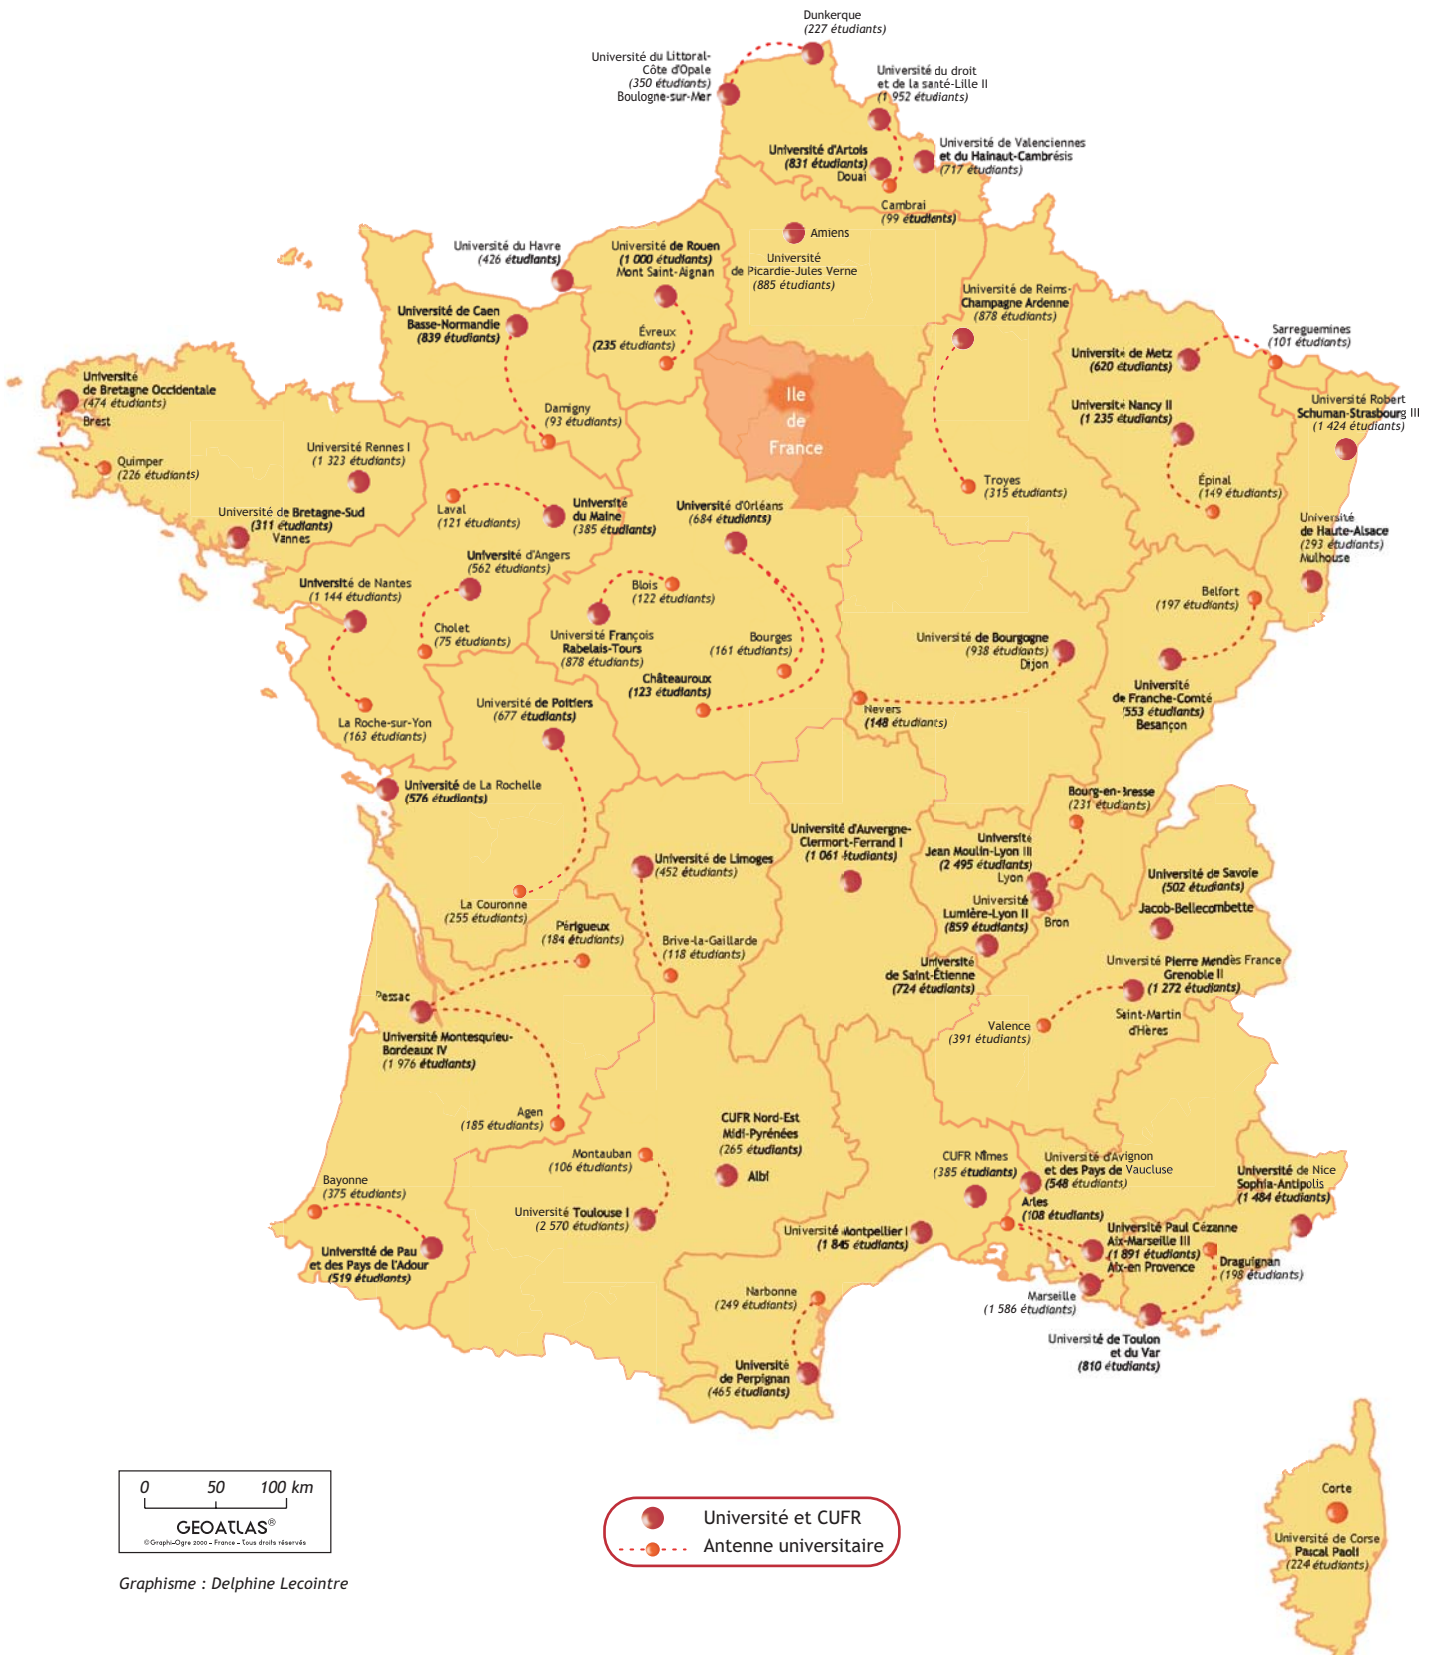 Dunkerque
(227 étudiants)
Université du Littoral-
Côte d'Opale
(350 étudiants)
Boulogne-sur-Mer
Université du droit
et de la santé-Lille II
(1 952 étudiants)
Université d'Artois
(831 étudiants)
Douai
Université de Valenciennes
et du Hainaut-Cambrésis
(717 étudiants)
Cambrai
(99 étudients)
Amiens
Université
de Picardie-Jules Verne
(885 étudiants)
Université du Havre
(426 étudiants)
Université de Rouen
(1 000 étudiants)
Mont Saint-Aignan
Évreux
(235 étudiants)
Université de Caen
Basse-Normandie
(839 étudiants)
Damigny
(93 étudiants)
Université de Reims-
Champagne Ardenne
(878 étudiants)
Troyes
(315 étudiants)
Université de Metz
(620 étudiants)
Sarreguemines
(101 étudiants)
Université Nancy II
(1 235 étudiants)
Épinal
(149 étudiants)
Université Robert
Schuman-Strasbourg III
(1 424 étudiants)
Université
de Haute-Alsace
(293 étudiants)
Mulhouse
Ile
de
France
Université
de Bretagne Occidentale
(474 étudiants)
Brest
Quimper
(226 étudiants)
Université Rennes I
(1 323 étudiants)
Université de Bretagne-Sud
(311 étudiants)
Vannes
Laval
(121 étudiants)
Université
du Maine
(385 étudiants)
Université d'Angers
(562 étudiants)
Cholet
(75 étudiants)
Université de Nantes
(1 144 étudiants)
La Roche-sur-Yon
(163 étudiants)
Université d'Orléans
(684 étudients)
Blois
(122 étudiants)
Université François
Rabelais-Tours
(878 étudiants)
Bourges
(161 étudiants)
Châteauroux
(123 étudiants)
Université de Bourgogne
(938 étudiants)
Dijon
Nevers
(148 étudiants)
Belfort
(197 étudiants)
Université
de Franche-Comté
(553 étudiants)
Besançon
Université de Poitiers
(677 étudiants)
Université de La Rochelle
(576 étudiants)
La Couronne
(255 étudiants)
Université de Limoges
(452 étudiants)
Brive-la-Gaillarde
(118 étudiants)
Université d'Auvergne-
Clermort-Ferrand I
(1 061 étudiants)
Bourg-en-Bresse
(231 étudiants)
Université
Jean Moulin-Lyon III
(2 495 étudiants)
Lyon
Université
Lumière-Lyon II
(859 étudiants)
Bron
Université
de Saint-Étienne
(724 étudiants)
Université de Savoie
(502 étudiants)
Jacob-Bellecombette
Université Pierre Mendès France
Grenoble II
(1 272 étudiants)
Saint-Martin
d'Hères
Valence
(391 étudiants)
Périgueux
(184 étudiants)
Pessac
Université Montesquieu-
Bordeaux IV
(1 976 étudiants)
Agen
(185 étudiants)
Bayonne
(375 étudiants)
Université de Pau
et des Pays de l'Adour
(519 étudiants)
Montauban
(106 étudiants)
Université Toulouse I
(2 570 étudiants)
CUFR Nord-Est
Midi-Pyrénées
(265 étudiants)
Albi
CUFR Nîmes
(385 étudiants)
Université d'Avignon
et des Pays de Vaucluse
(548 étudiants)
Arles
(108 étudiants)
Université Montpellier I
(1 845 étudiants)
Université Paul Cézanne
Aix-Marseille III
(1 891 étudiants)
Aix-en Provence
Marseille
(1 586 étudiants)
Université de Nice
Sophia-Antipolis
(1 484 étudiants)
Draguignan
(198 étudiants)
Université de Toulon
et du Var
(810 étudiants)
Narbonne
(249 étudiants)
Université
de Perpignan
(465 étudiants)
Corte
Université de Corse
Pascal Paoli
(224 étudiants)
0 50 100 km
GEOATLAS®
©Graphi-Ogre 2000 - France - Tous droits réservés
Graphisme : Delphine Lecointre
Université et CUFR
Antenne universitaire